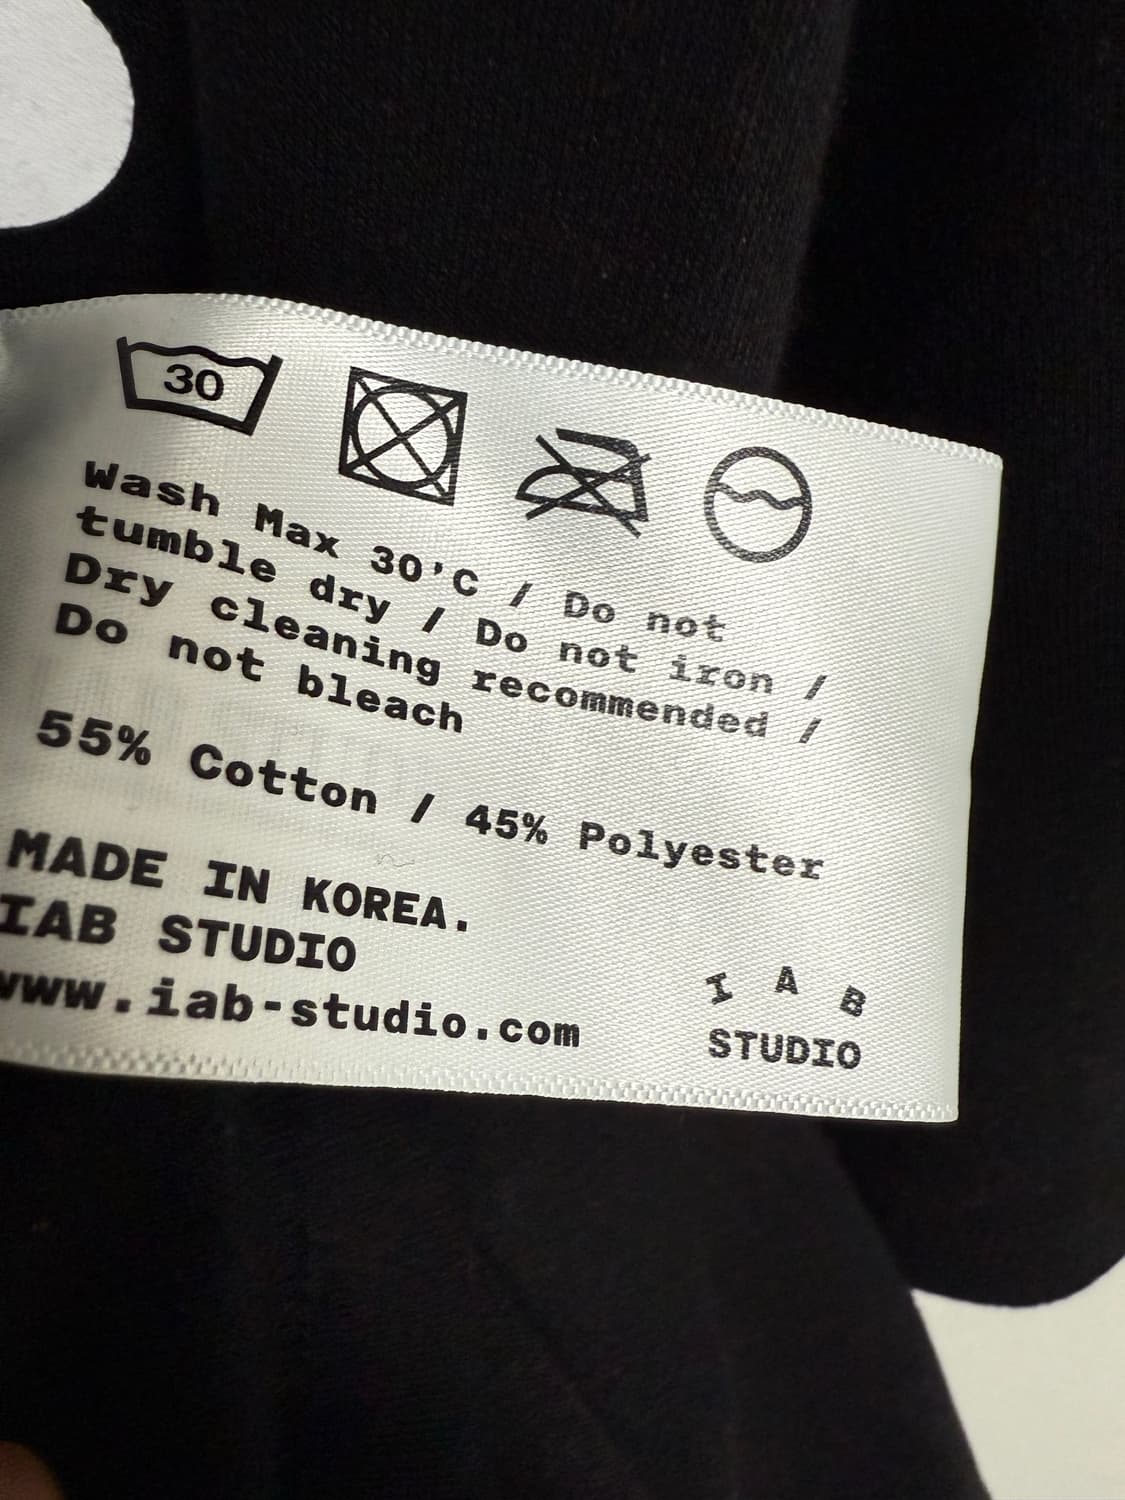 30
Wash Max 30'C / Do not
tumble dry / Do not iron /
Dry cleaning recommended /
Do not bleach
55% Cotton / 45% Polyester
MADE IN KOREA.
IAB STUDIO
www.iab-studio.com
I A B
STUDIO